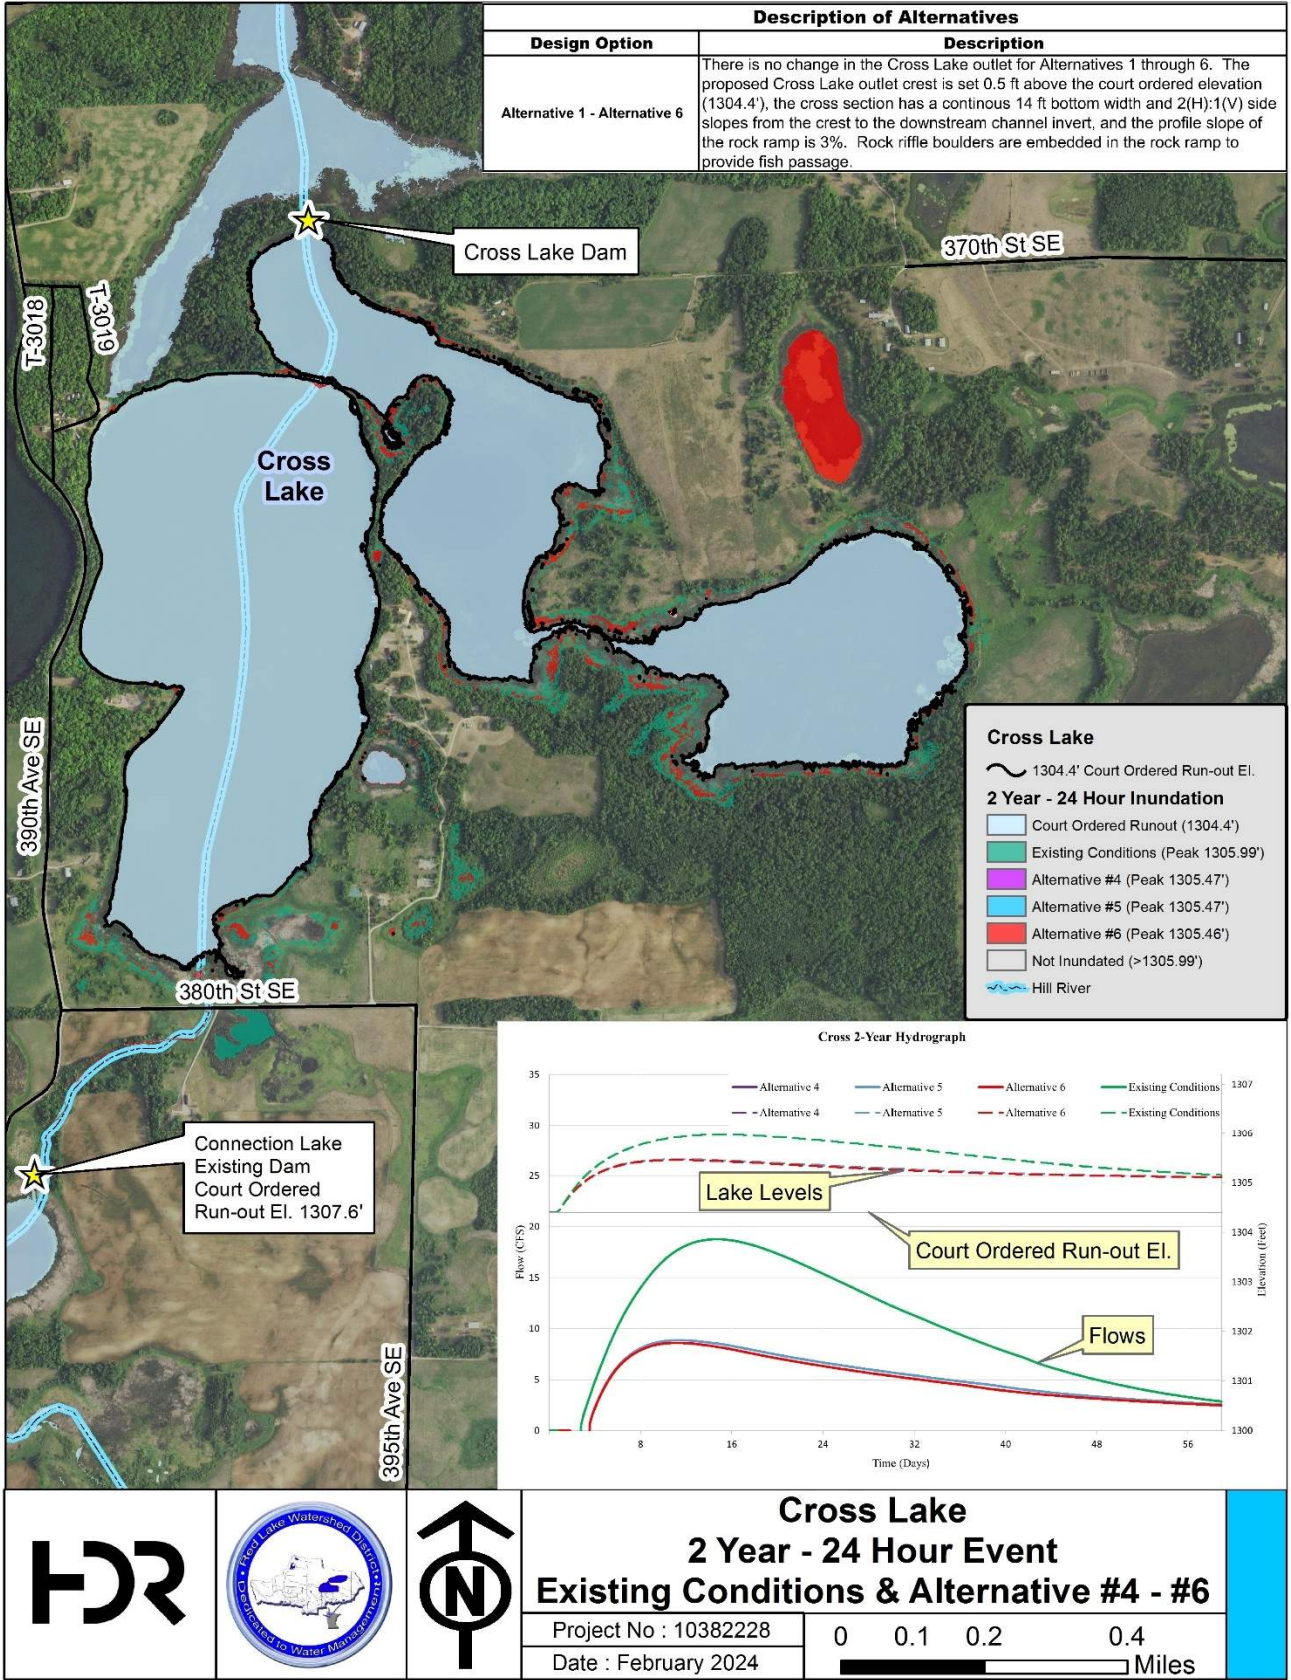 Description of Alternatives
Design Option
Description
Alternative 1 - Alternative 6
There is no change in the Cross Lake outlet for Alternatives 1 through 6. The
proposed Cross Lake outlet crest is set 0.5 ft above the court ordered elevation
(1304.4'), the cross section has a continous 14 ft bottom width and 2(H):1(V) side
slopes from the crest to the downstream channel invert, and the profile slope of
the rock ramp is 3%. Rock riffle boulders are embedded in the rock ramp to
provide fish passage.
Cross Lake Dam
370th St SE
T-3018
T-3019
Cross
Lake
390th Ave SE
380th St SE
Connection Lake
Existing Dam
Court Ordered
Run-out El. 1307.6'
395th Ave SE
Cross Lake
1304.4' Court Ordered Run-out El.
2 Year - 24 Hour Inundation
Court Ordered Runout (1304.4')
Existing Conditions (Peak 1305.99')
Alternative #4 (Peak 1305.47')
Alternative #5 (Peak 1305.47')
Alternative #6 (Peak 1305.46')
Not Inundated (>1305.99')
Hill River
Cross 2-Year Hydrograph
Alternative 4 Alternative 5 Alternative 6 Existing Conditions
Alternative 4 Alternative 5 Alternative 6 Existing Conditions
35
30
25
20
15
10
5
0
Flow (CFS)
1307
1306
1305
1304
1303
1302
1301
1300
Elevation (Feet)
Lake Levels
Court Ordered Run-out El.
Flows
8 16 24 32 40 48 56
Time (Days)
HDR
Red Lake Watershed District
Dedicated to Water Management
N
Cross Lake
2 Year - 24 Hour Event
Existing Conditions & Alternative #4 - #6
Project No : 10382228
Date : February 2024
0 0.1 0.2 0.4
Miles